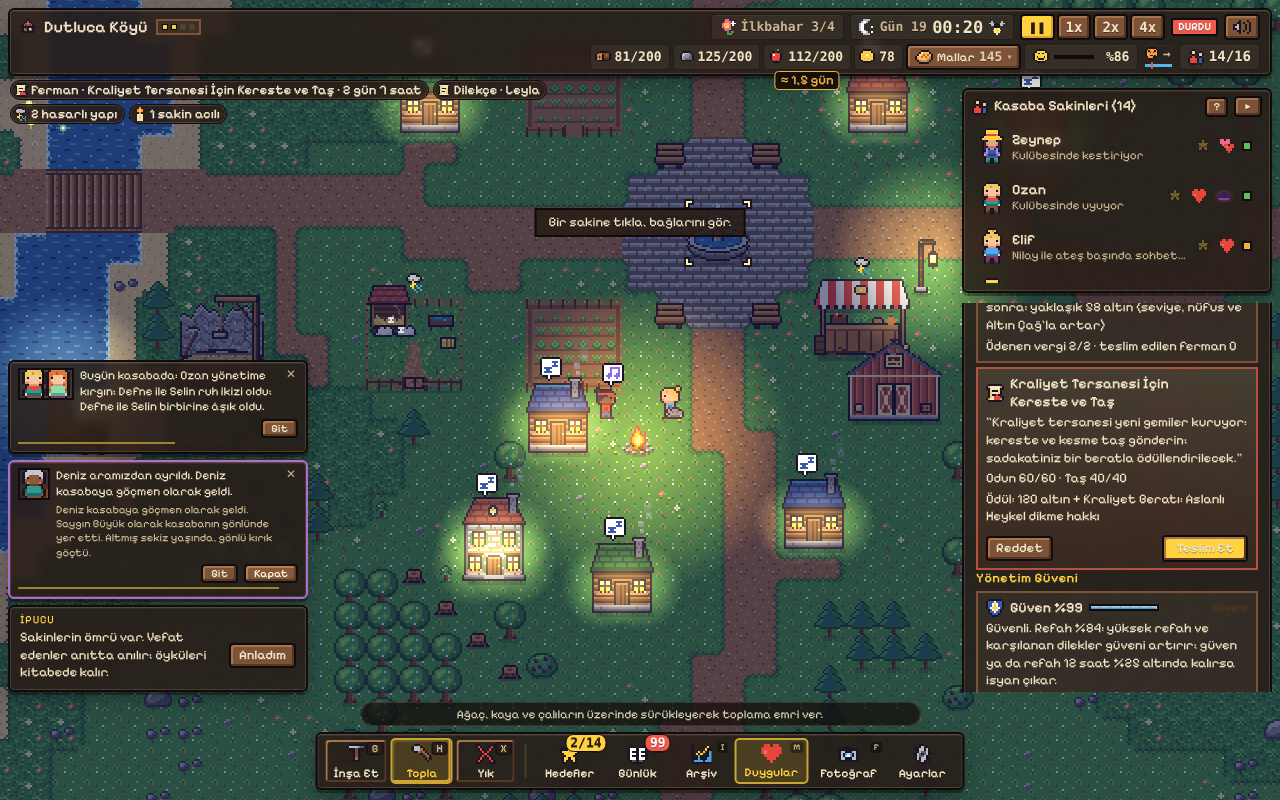 Dutluca Köyü
İlkbahar 3/4
Gün 19 00:20
1x
2x
4x
DURDU
81/200
125/200
112/200
78
Mallar 145
%86
14/16
≈ 1,8 gün
Ferman · Kraliyet Tersanesi İçin Kereste ve Taş · 2 gün 7 saat
Dilekçe · Leyla
2 hasarlı yapı
1 sakin acılı
Kasaba Sakinleri (14)
?
Zeynep
Kulübesinde kestiriyor
Ozan
Kulübesinde uyuyor
Elif
Nilay ile ateş başında sohbet...
Bir sakine tıkla, bağlarını gör.
sonra: yaklaşık 98 altın (seviye, nüfus ve
Altın Çağ'la artar)
Ödenen vergi 2/2 · teslim edilen ferman 0
Kraliyet Tersanesi İçin
Kereste ve Taş
"Kraliyet tersanesi yeni gemiler kuruyor;
kereste ve kesme taş gönderin;
sadakatiniz bir beratla ödüllendirilecek."
Odun 60/60 · Taş 40/40
Ödül: 120 altın + Kraliyet Beratı: Aslanlı
Heykel dikme hakkı
Reddet
Teslim Et
Yönetim Güveni
Güven %99
Güvenli
Güvenli. Refah %84; yüksek refah ve
karşılanan dilekler güveni artırır; güven
ya da refah 12 saat %28 altında kalırsa
isyan çıkar.
Bugün kasabada: Ozan yönetime
kırgın; Defne ile Selin ruh ikizi oldu;
Defne ile Selin birbirine âşık oldu.
Git
Deniz aramızdan ayrıldı. Deniz
kasabaya göçmen olarak geldi.
Deniz kasabaya göçmen olarak geldi.
Saygın Büyük olarak kasabanın gönlünde
yer etti. Altmış sekiz yaşında, gönlü kırık
göçtü.
Git
Kapat
İPUCU
Sakinlerin ömrü var. Vefat
edenler anıtta anılır; öyküleri
kitabede kalır.
Anladım
Ağaç, kaya ve çalıların üzerinde sürükleyerek toplama emri ver.
B
İnşa Et
H
Topla
X
Yık
2/14
Hedefler
99
Günlük
I
Arşiv
M
Duygular
F
Fotoğraf
Ayarlar